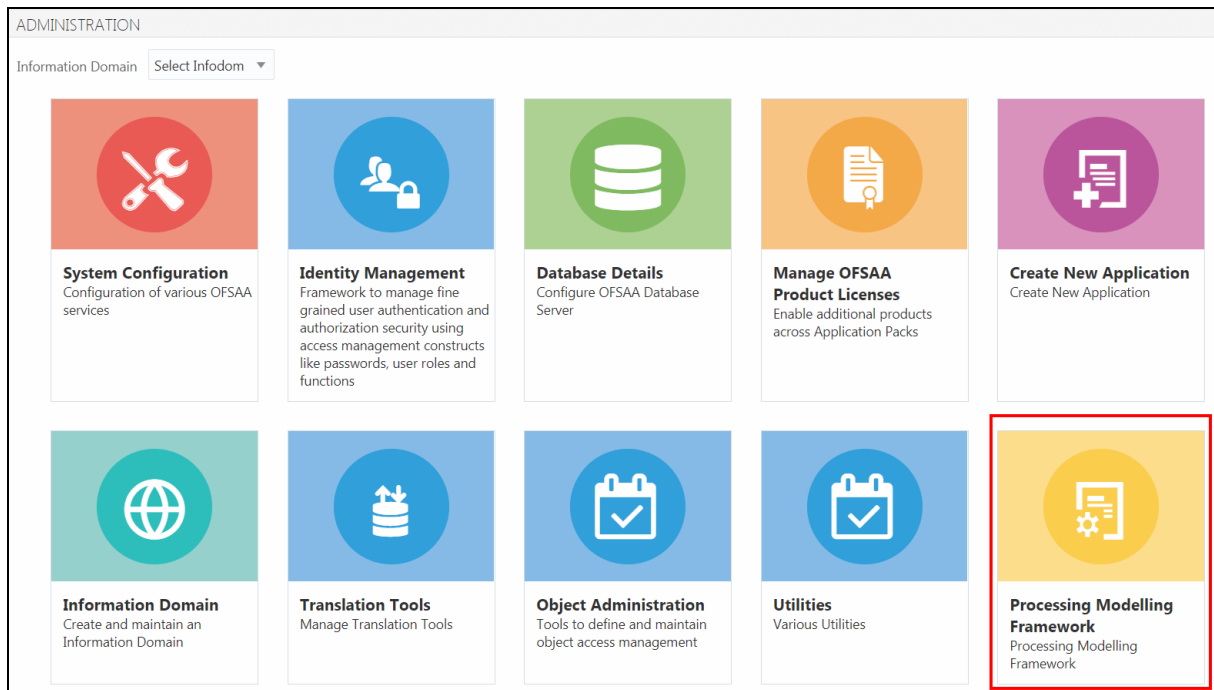 ADMINISTRATION
Information Domain Select Infodom
System Configuration
Configuration of various OFSAA
services
Identity Management
Framework to manage fine
grained user authentication and
authorization security using
access management constructs
like passwords, user roles and
functions
Database Details
Configure OFSAA Database
Server
Manage OFSAA
Product Licenses
Enable additional products
across Application Packs
Create New Application
Create New Application
Information Domain
Create and maintain an
Information Domain
Translation Tools
Manage Translation Tools
Object Administration
Tools to define and maintain
object access management
Utilities
Various Utilities
Processing Modelling
Framework
Processing Modelling
Framework